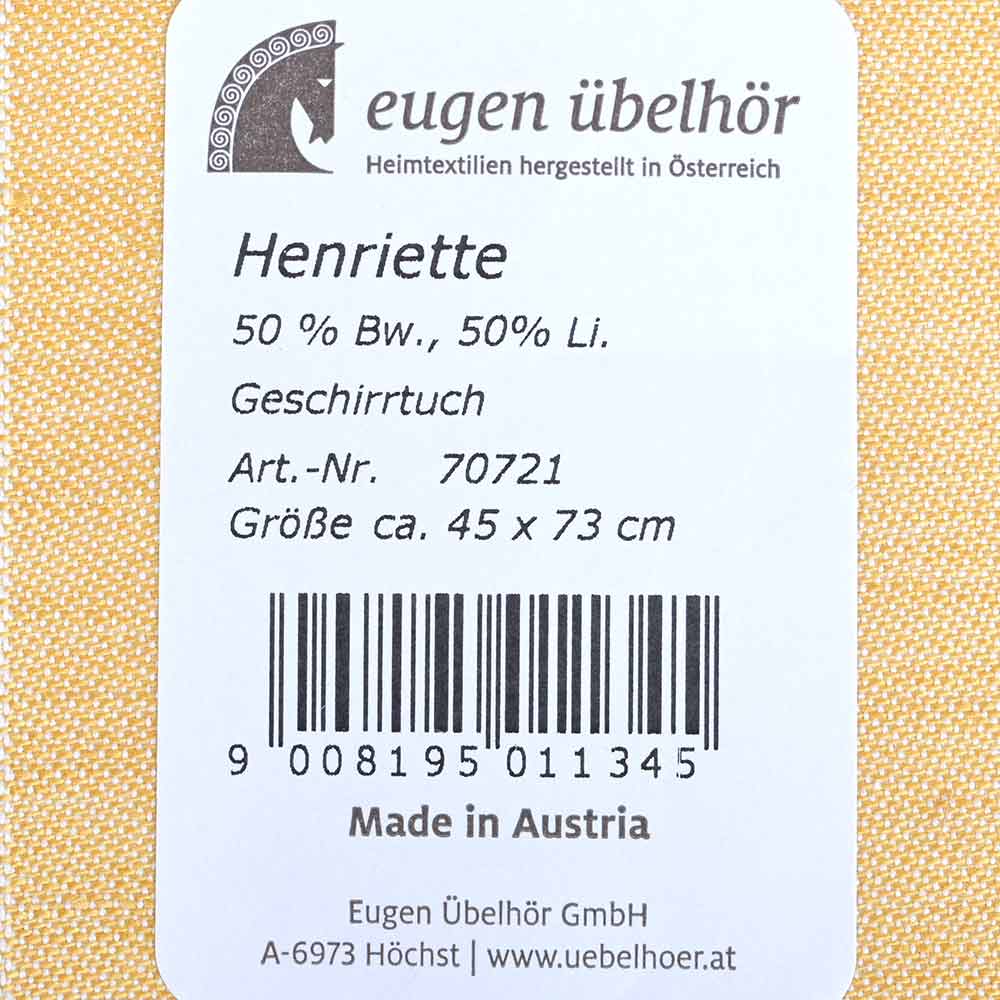 eugen übelhör
Heimtextilien hergestellt in Österreich
Henriette
50 % Bw., 50% Li.
Geschirrtuch
Art.-Nr. 70721
Größe ca. 45 x 73 cm
9 008195 011345
Made in Austria
Eugen Übelhör GmbH
A-6973 Höchst | www.uebelhoer.at